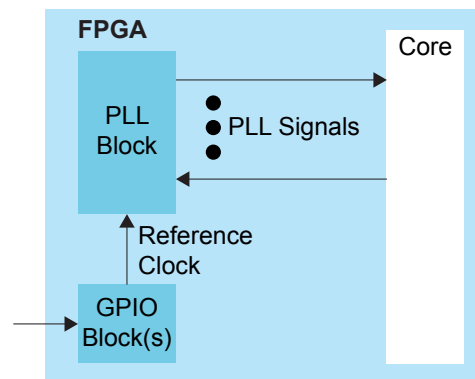 FPGA
Core
PLL
Block
PLL Signals
Reference
Clock
GPIO
Block(s)